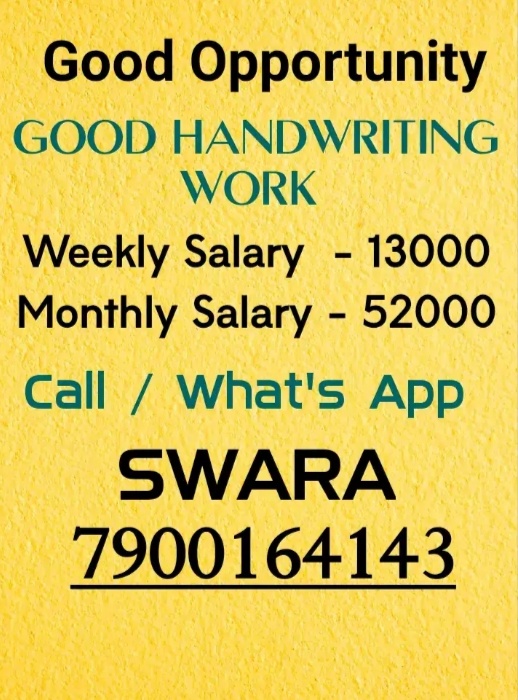 Good Opportunity
GOOD HANDWRITING
WORK
Weekly Salary - 13000
Monthly Salary - 52000
Call / What's App
SWARA
7900164143